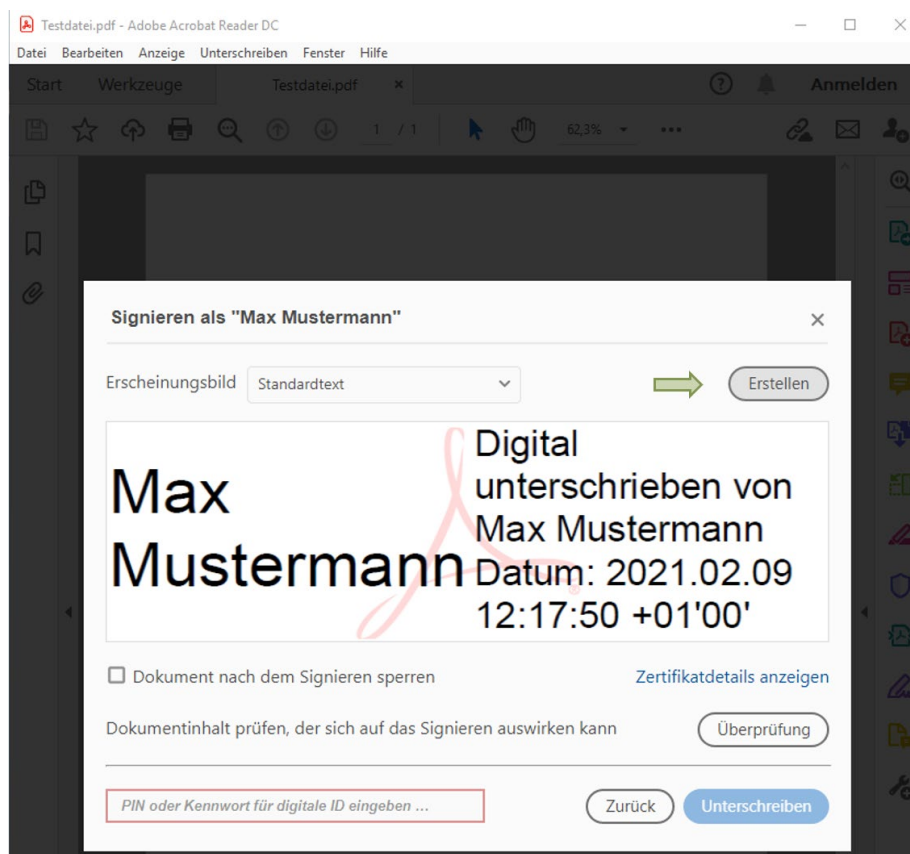 Testdatei.pdf - Adobe Acrobat Reader DC
Datei Bearbeiten Anzeige Unterschreiben Fenster Hilfe
Start Werkzeuge Testdatei.pdf × Anmelden
1 / 1 62,3%
Signieren als "Max Mustermann"
Erscheinungsbild Standardtext Erstellen
Max
Mustermann
Digital
unterschrieben von
Max Mustermann
Datum: 2021.02.09
12:17:50 +01'00'
Dokument nach dem Signieren sperren Zertifikatdetails anzeigen
Dokumentinhalt prüfen, der sich auf das Signieren auswirken kann Überprüfung
PIN oder Kennwort für digitale ID eingeben ... Zurück Unterschreiben